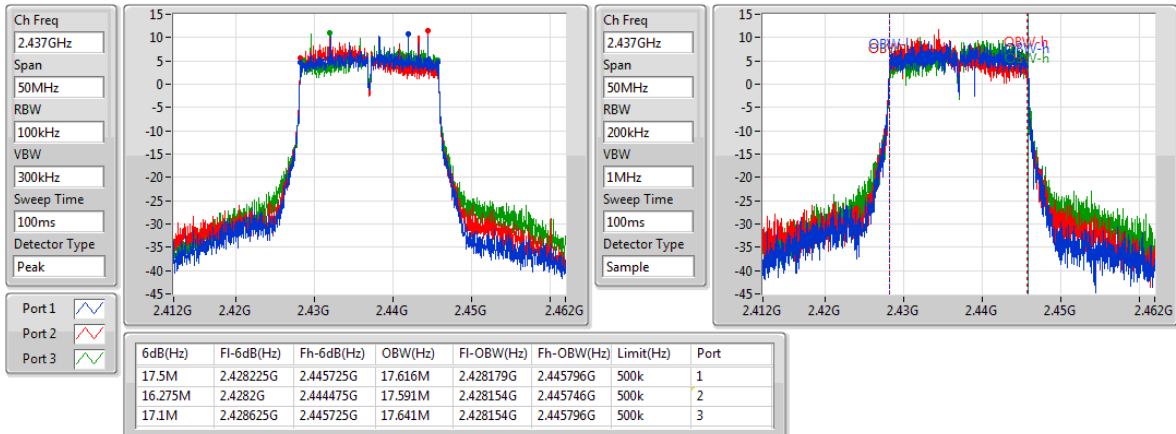 Ch Freq
2.437GHz
Span
50MHz
RBW
100kHz
VBW
300kHz
Sweep Time
100ms
Detector Type
Peak
Port 1
Port 2
Port 3
15
10
5
0
-5
-10
-15
-20
-25
-30
-35
-40
-45
2.412G 2.42G 2.43G 2.44G 2.45G 2.462G
Ch Freq
2.437GHz
Span
50MHz
RBW
200kHz
VBW
1MHz
Sweep Time
100ms
Detector Type
Sample
15
10
5
0
-5
-10
-15
-20
-25
-30
-35
-40
-45
OBW-h
OBW-h
OBW-h
2.412G 2.42G 2.43G 2.44G 2.45G 2.462G
6dB(Hz) Fl-6dB(Hz) Fh-6dB(Hz) OBW(Hz) Fl-OBW(Hz) Fh-OBW(Hz) Limit(Hz) Port
17.5M 2.428225G 2.445725G 17.616M 2.428179G 2.445796G 500k 1
16.275M 2.4282G 2.444475G 17.591M 2.428154G 2.445746G 500k 2
17.1M 2.428625G 2.445725G 17.641M 2.428154G 2.445796G 500k 3